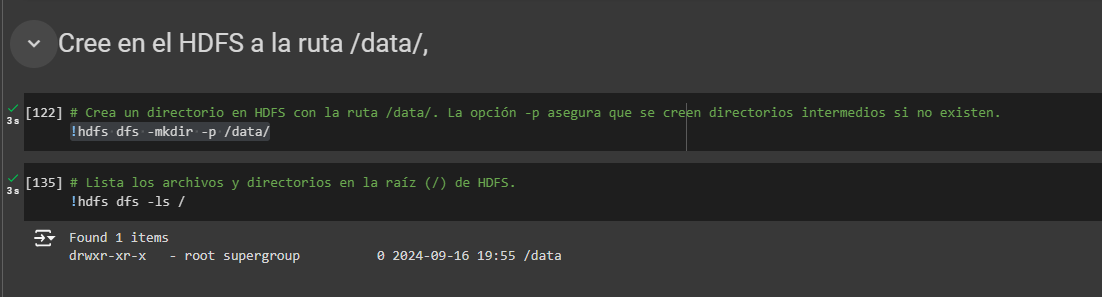 Cree en el HDFS a la ruta /data/,
[122] # Crea un directorio en HDFS con la ruta /data/. La opción -p asegura que se creen directorios intermedios si no existen.
3s !hdfs dfs -mkdir -p /data/
[135] # Lista los archivos y directorios en la raíz (/) de HDFS.
3s !hdfs dfs -ls /
Found 1 items
drwxr-xr-x   - root supergroup          0 2024-09-16 19:55 /data